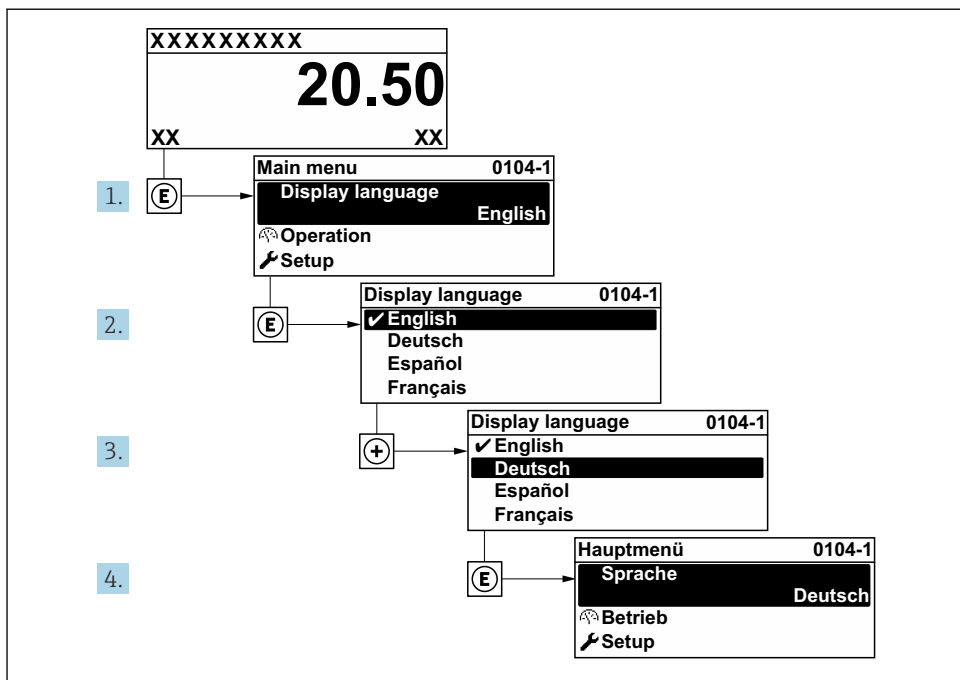 XXXXXXXXX
20.50
XX XX
1. E
Main menu 0104-1
Display language
English
Operation
Setup
2. E
Display language 0104-1
✔English
Deutsch
Español
Français
3. +
Display language 0104-1
✔English
Deutsch
Español
Français
4. E
Hauptmenü 0104-1
Sprache
Deutsch
Betrieb
Setup